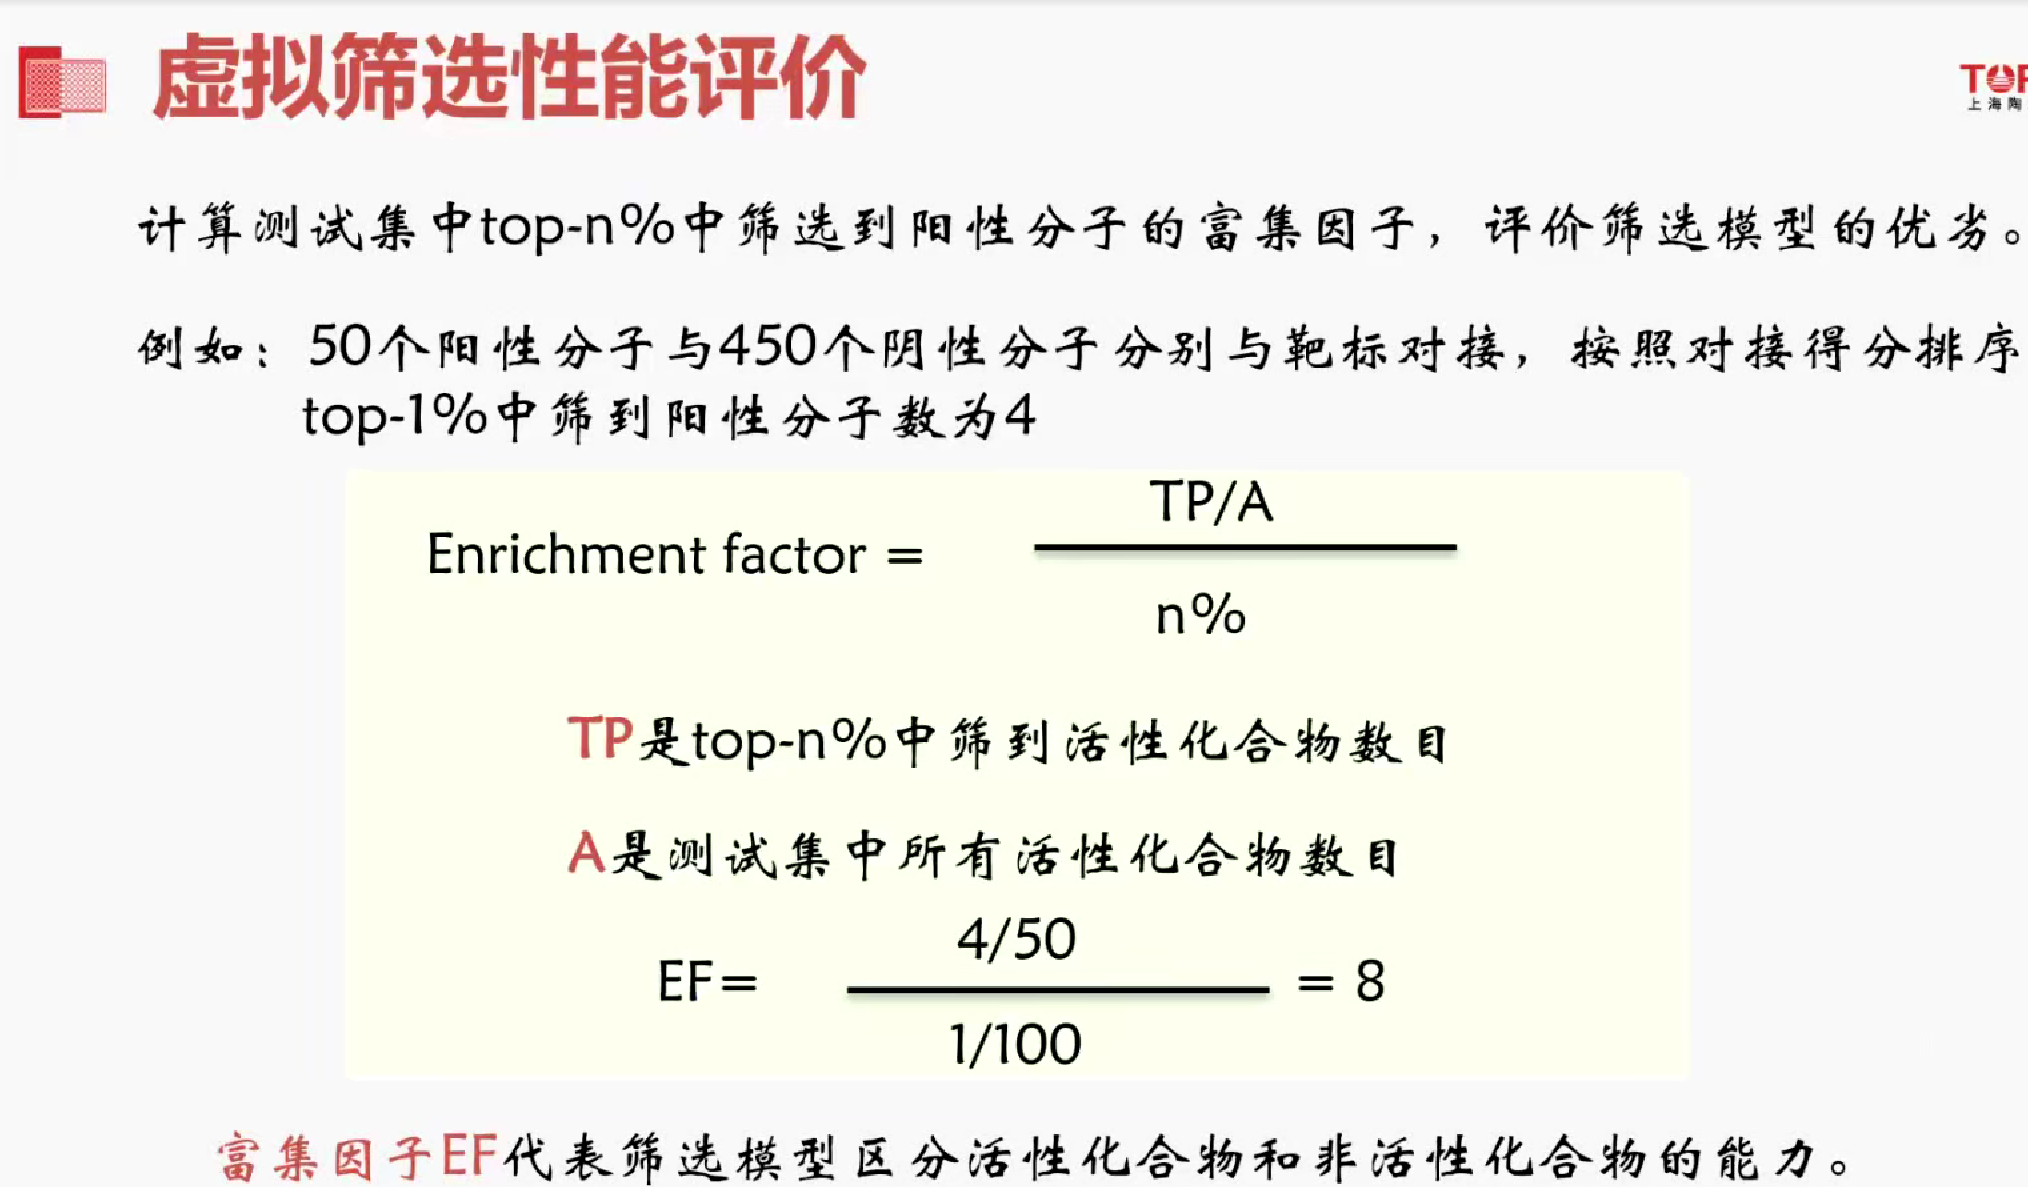 虚拟筛选性能评价
上海陶
计算测试集中top-n%中筛选到阳性分子的富集因子，评价筛选模型的优劣。
例如：50个阳性分子与450个阴性分子分别与靶标对接，按照对接得分排序
top-1%中筛到阳性分子数为4
TP/A
Enrichment factor =
n%
TP是top-n%中筛到活性化合物数目
A是测试集中所有活性化合物数目
4/50
EF= = 8
1/100
富集因子EF代表筛选模型区分活性化合物和非活性化合物的能力。